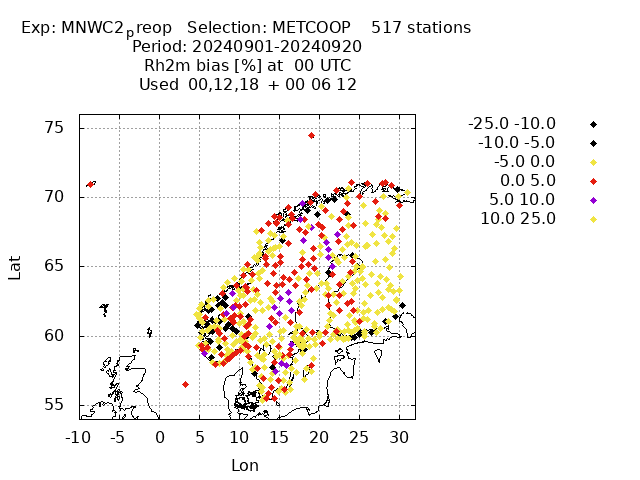 Exp: MNWC2preop Selection: METCOOP 517 stations
Period: 20240901-20240920
Rh2m bias [%] at 00 UTC
Used 00,12,18 + 00 06 12
-25.0 -10.0
-10.0 -5.0
-5.0 0.0
0.0 5.0
5.0 10.0
10.0 25.0
75
70
65
60
55
Lat
-10 -5 0 5 10 15 20 25 30
Lon